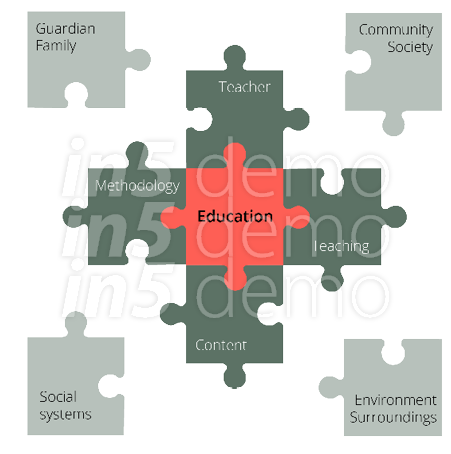 Guardian
Family
Community
Society
Teacher
in5 demo
Methodology
in5 demo
Education
Teaching
in5 demo
Content
Social
systems
Environment
Surroundings